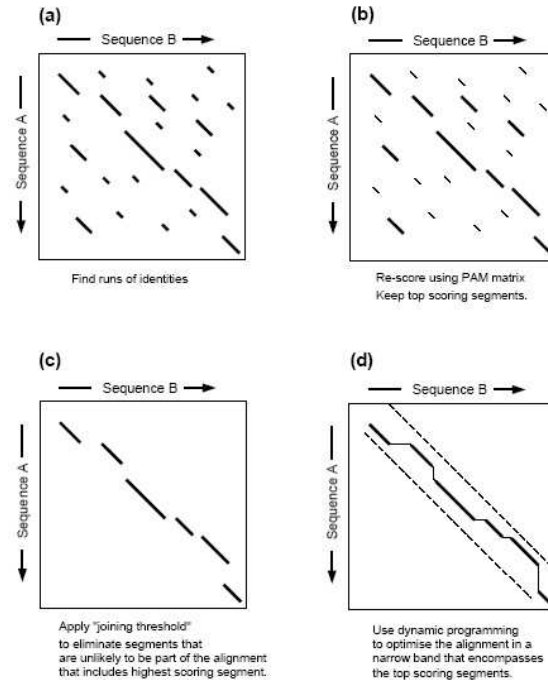 (a)
Sequence B
Sequence A
Find runs of identities
(b)
Sequence B
Sequence A
Re-score using PAM matrix
Keep top scoring segments.
(c)
Sequence B
Sequence A
Apply "joining threshold"
to eliminate segments that
are unlikely to be part of the alignment
that includes highest scoring segment.
(d)
Sequence B
Sequence A
Use dynamic programming
to optimise the alignment in a
narrow band that encompasses
the top scoring segments.